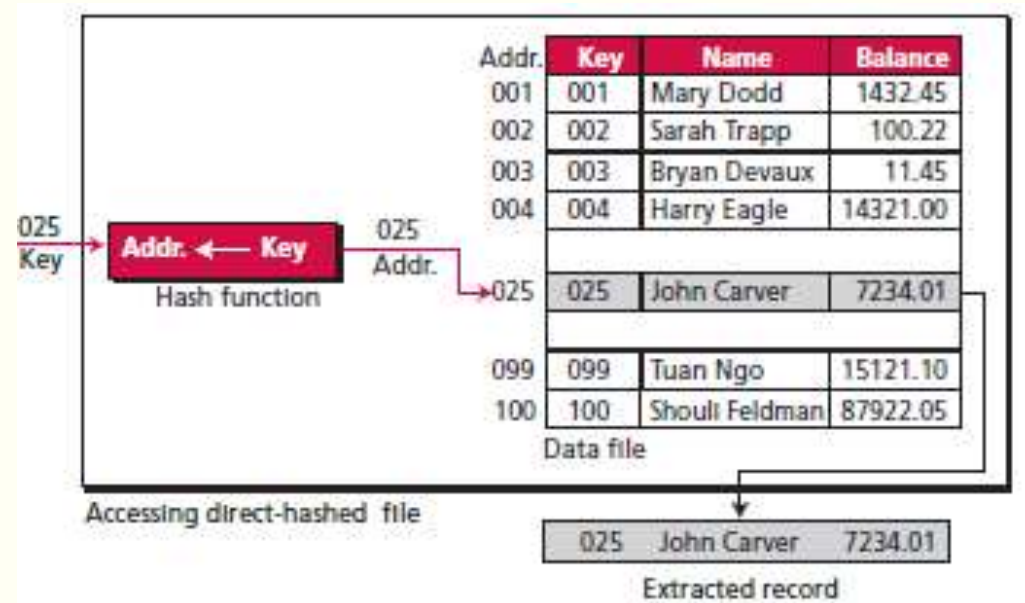 Addr. Key Name Balance
001 001 Mary Dodd 1432.45
002 002 Sarah Trapp 100.22
003 003 Bryan Devaux 11.45
004 004 Harry Eagle 14321.00
025
Key
Addr. ← Key
Hash function
025
Addr.
025 025 John Carver 7234.01
099 099 Tuan Ngo 15121.10
100 100 Shouli Feldman 87922.05
Data file
Accessing direct-hashed file
025 John Carver 7234.01
Extracted record